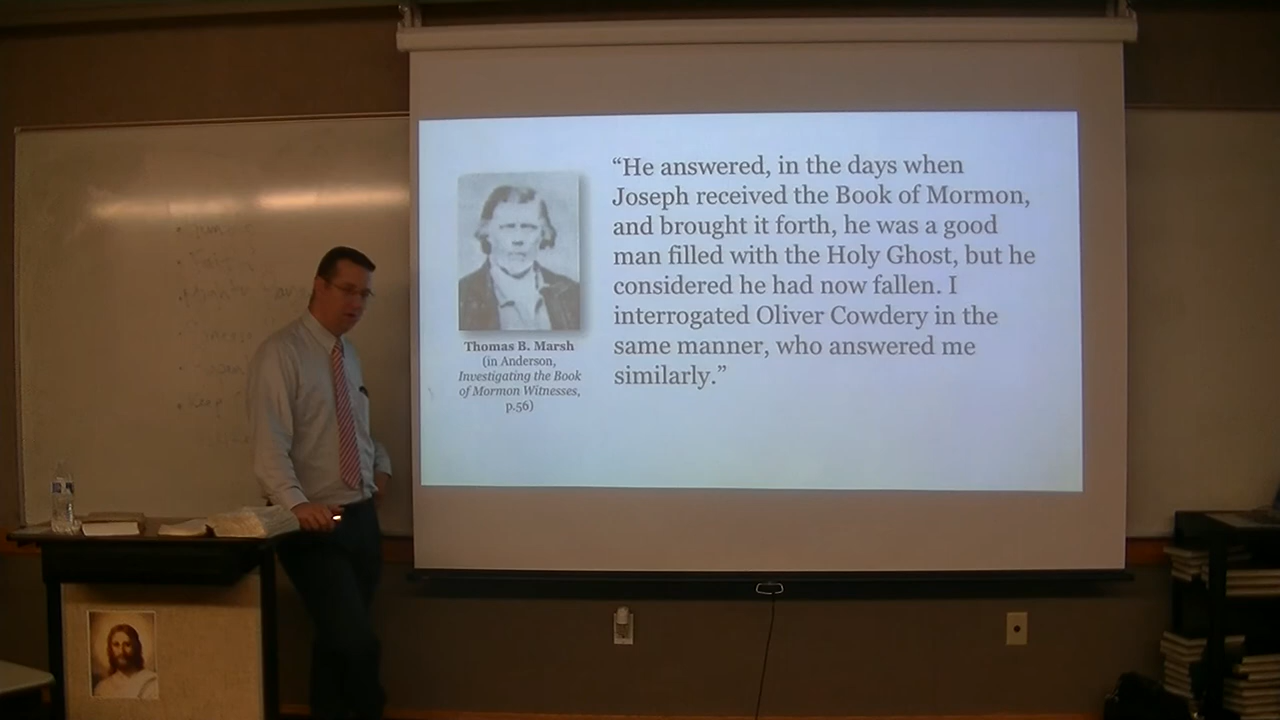 “He answered, in the days when
Joseph received the Book of Mormon,
and brought it forth, he was a good
man filled with the Holy Ghost, but he
considered he had now fallen. I
interrogated Oliver Cowdery in the
same manner, who answered me
similarly.”
Thomas B. Marsh
(in Anderson,
Investigating the Book
of Mormon Witnesses,
p.56)